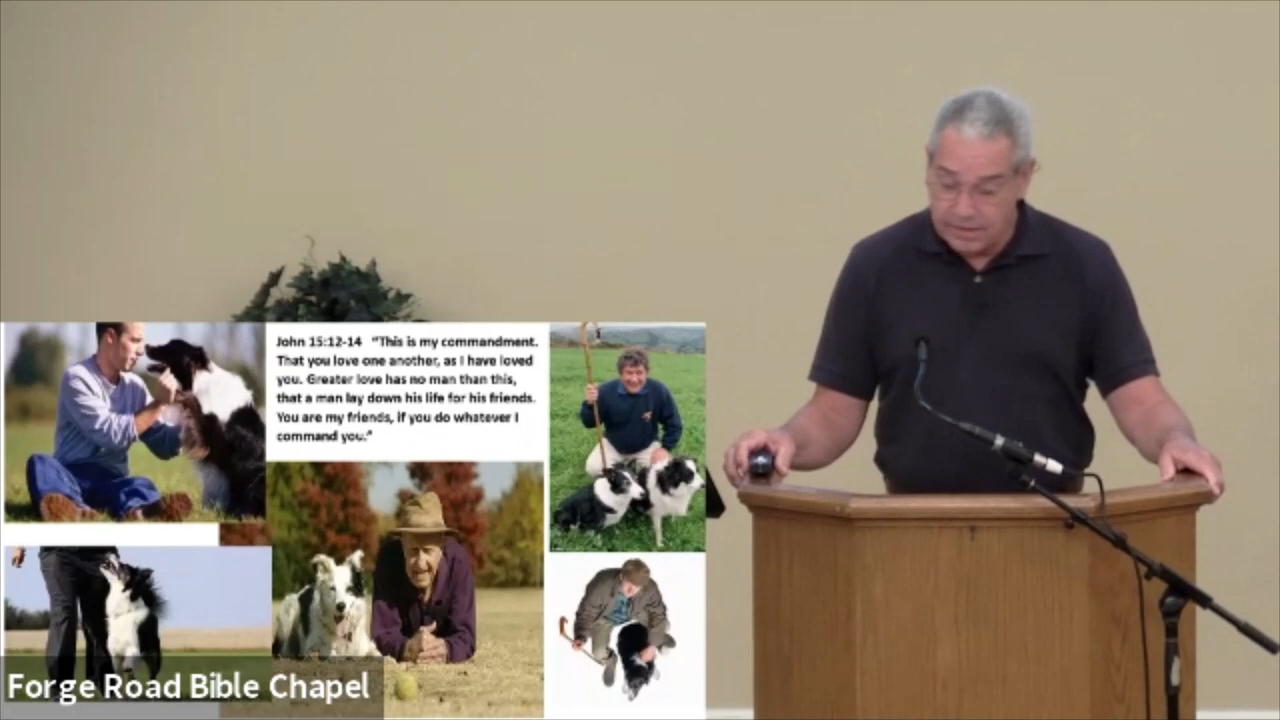 John 15:12-14 "This is my commandment.
That you love one another, as I have loved
you. Greater love has no man than this,
that a man lay down his life for his friends.
You are my friends, if you do whatever I
command you."
Forge Road Bible Chapel